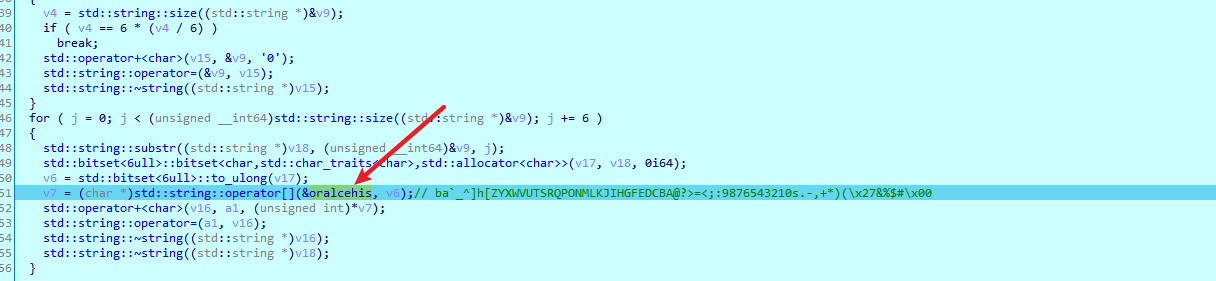 39 v4 = std::string::size((std::string *)&v9);
40 if ( v4 == 6 * (v4 / 6) )
41 break;
42 std::operator+<char>(v15, &v9, '0');
43 std::string::operator=(&v9, v15);
44 std::string::~string((std::string *)v15);
45 }
46 for ( j = 0; j < (unsigned __int64)std::string::size((std::string *)&v9); j += 6 )
47 {
48 std::string::substr((std::string *)v18, (unsigned __int64)&v9, j);
49 std::bitset<6ull>::bitset<char,std::char_traits<char>,std::allocator<char>>(v17, v18, 0i64);
50 v6 = std::bitset<6ull>::to_ulong(v17);
51 v7 = (char *)std::string::operator[](&oralcehis, v6);// ba`_^]h[ZYXWVUTSRQPONMLKJIHGFEDCBA@?>=<;:9876543210s.-,+*)(\x27&%$#\x00
52 std::operator+<char>(v16, a1, (unsigned int)*v7);
53 std::string::operator=(a1, v16);
54 std::string::~string((std::string *)v16);
55 std::string::~string((std::string *)v18);
56 }